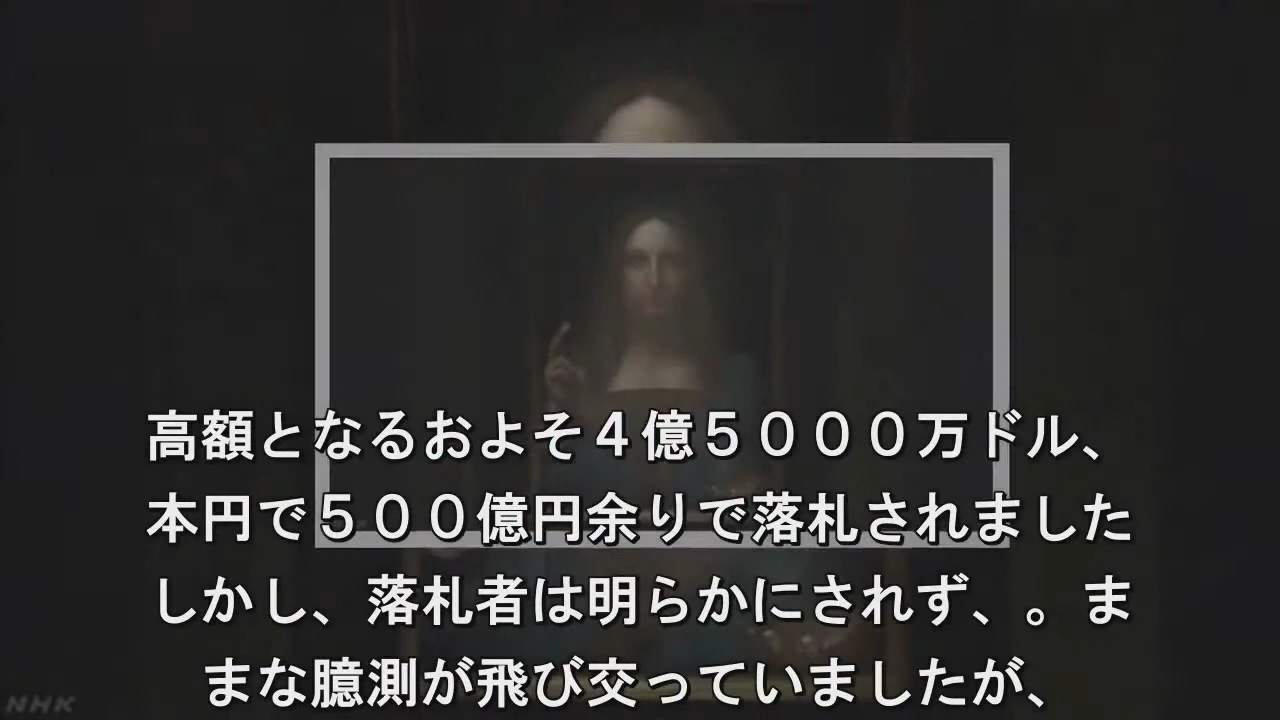 高額となるおよそ４億５０００万ドル、
本円で５００億円余りで落札されました
しかし、落札者は明らかにされず、。ま
まな臆測が飛び交っていましたが、
NHK